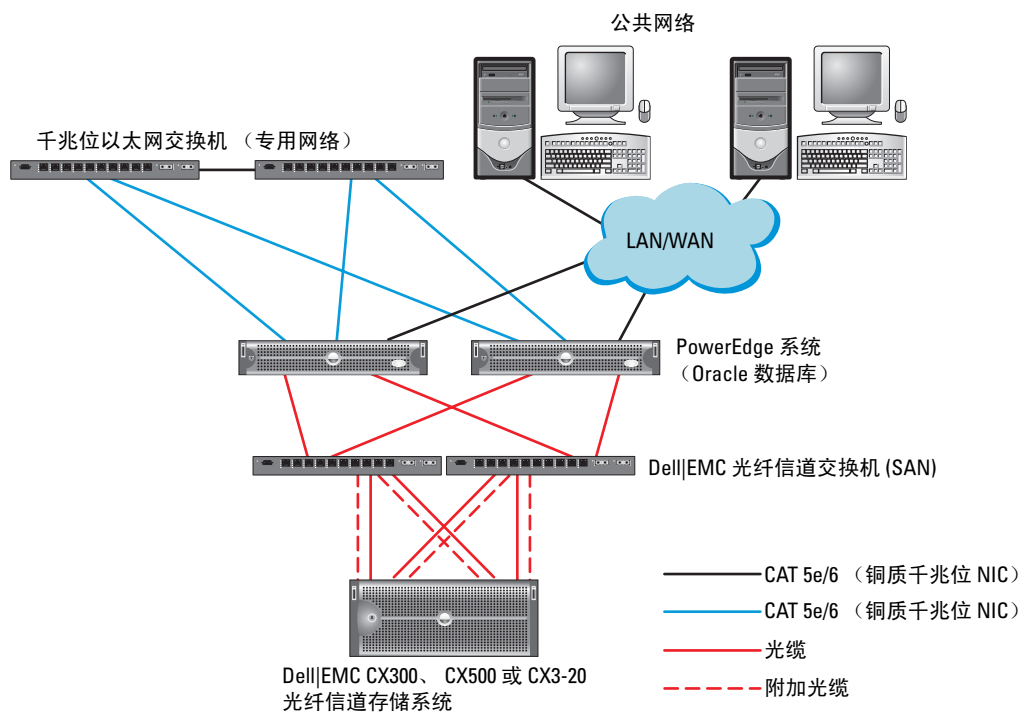 公共网络
千兆位以太网交换机 （专用网络）
LAN/WAN
PowerEdge 系统
（Oracle 数据库）
Dell|EMC 光纤信道交换机 (SAN)
CAT 5e/6 （铜质千兆位 NIC）
CAT 5e/6 （铜质千兆位 NIC）
光缆
附加光缆
Dell|EMC CX300、 CX500 或 CX3-20
光纤信道存储系统